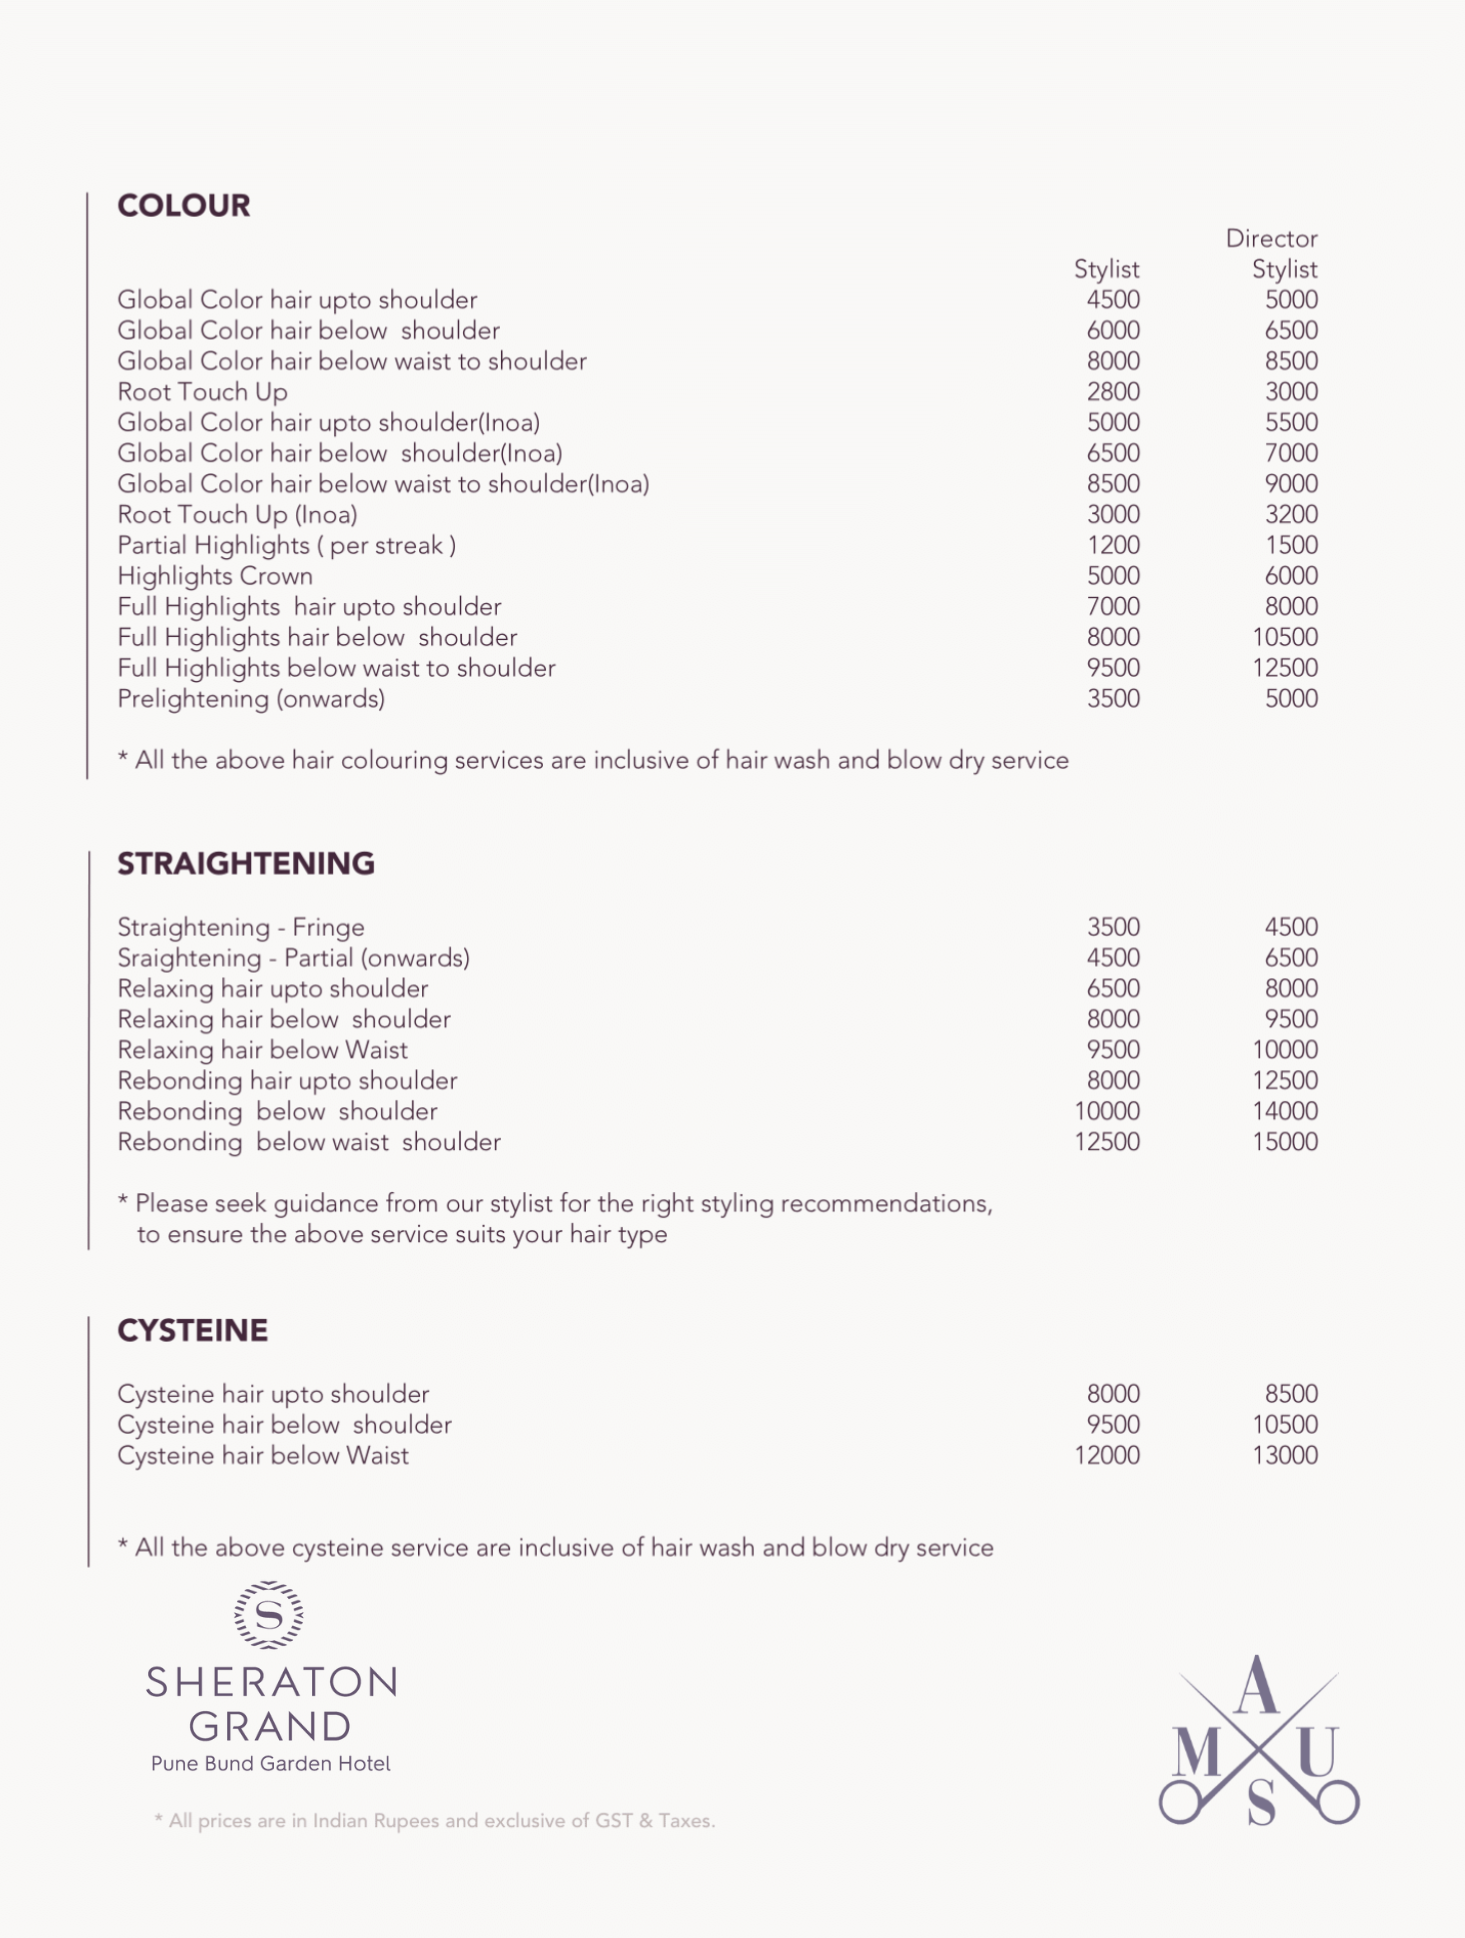 COLOUR
Director
Stylist Stylist
Global Color hair upto shoulder 4500 5000
Global Color hair below  shoulder 6000 6500
Global Color hair below waist to shoulder 8000 8500
Root Touch Up 2800 3000
Global Color hair upto shoulder(Inoa) 5000 5500
Global Color hair below  shoulder(Inoa) 6500 7000
Global Color hair below waist to shoulder(Inoa) 8500 9000
Root Touch Up (Inoa) 3000 3200
Partial Highlights ( per streak ) 1200 1500
Highlights Crown 5000 6000
Full Highlights  hair upto shoulder 7000 8000
Full Highlights hair below  shoulder 8000 10500
Full Highlights below waist to shoulder 9500 12500
Prelightening (onwards) 3500 5000
* All the above hair colouring services are inclusive of hair wash and blow dry service
STRAIGHTENING
Straightening - Fringe 3500 4500
Sraightening - Partial (onwards) 4500 6500
Relaxing hair upto shoulder 6500 8000
Relaxing hair below  shoulder 8000 9500
Relaxing hair below Waist 9500 10000
Rebonding hair upto shoulder 8000 12500
Rebonding  below  shoulder 10000 14000
Rebonding  below waist  shoulder 12500 15000
* Please seek guidance from our stylist for the right styling recommendations,
to ensure the above service suits your hair type
CYSTEINE
Cysteine hair upto shoulder 8000 8500
Cysteine hair below  shoulder 9500 10500
Cysteine hair below Waist 12000 13000
* All the above cysteine service are inclusive of hair wash and blow dry service
S
SHERATON
GRAND
Pune Bund Garden Hotel
* All prices are in Indian Rupees and exclusive of GST & Taxes.
A
M U
S